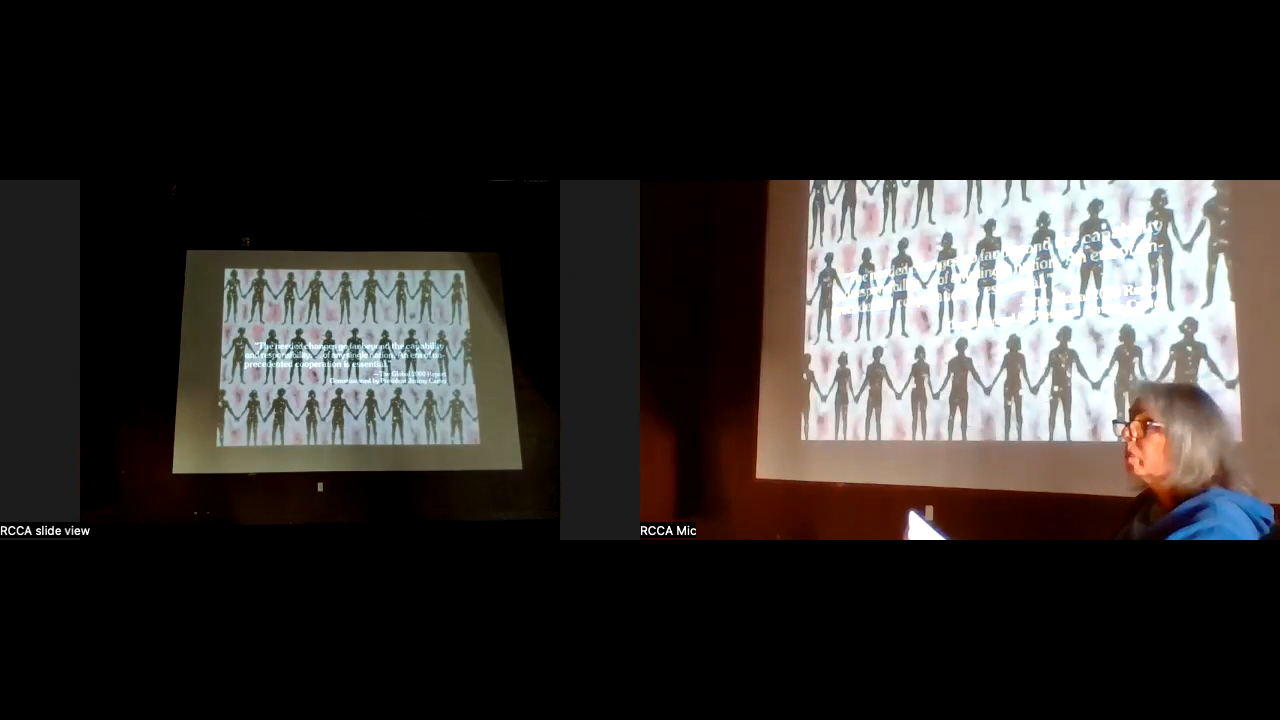 "The needed changes go far beyond the capability
and responsibility . . . of any single nation. An era of un-
precedented cooperation is essential."
—The Global 2000 Report
Commissioned by President Jimmy Carter
RCCA slide view
RCCA Mic